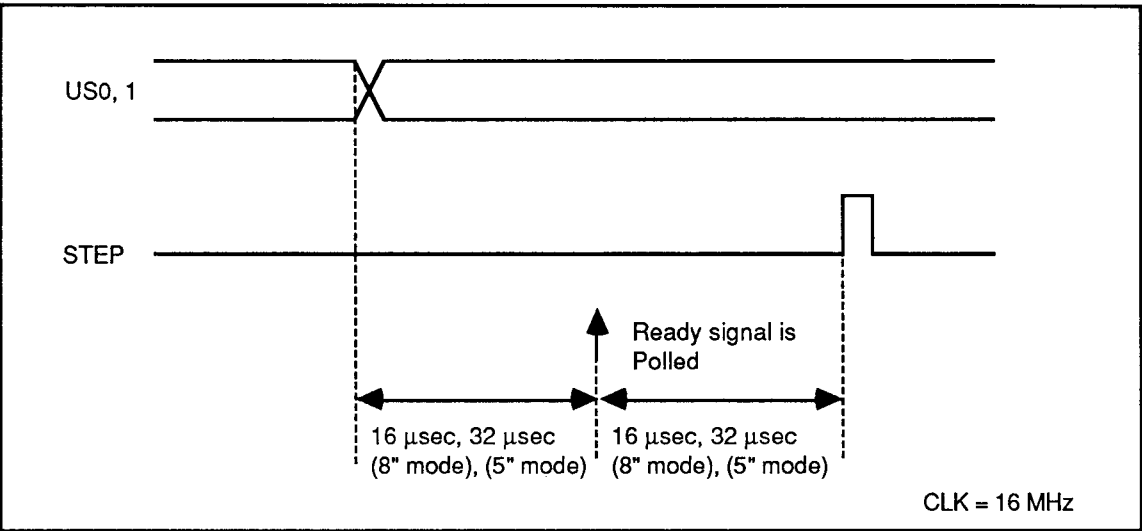 US0, 1
STEP
Ready signal is
Polled
16 μsec, 32 μsec
(8" mode), (5" mode)
16 μsec, 32 μsec
(8" mode), (5" mode)
CLK = 16 MHz